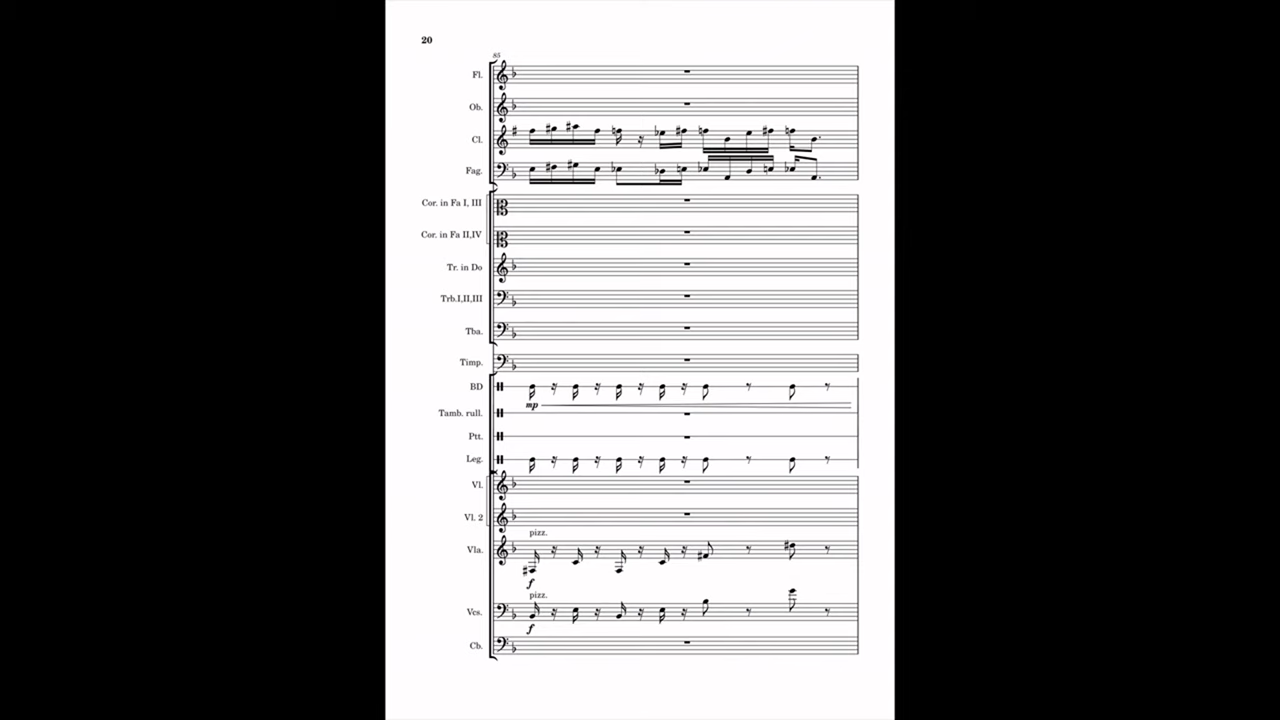 20
85
Fl.
Ob.
Cl.
Fag.
Cor. in Fa I, III
Cor. in Fa II,IV
Tr. in Do
Trb.I,II,III
Tba.
Timp.
BD
mp
Tamb. rull.
Ptt.
Leg.
Vl.
Vl. 2
pizz.
Vla.
f
pizz.
Vcs.
f
Cb.